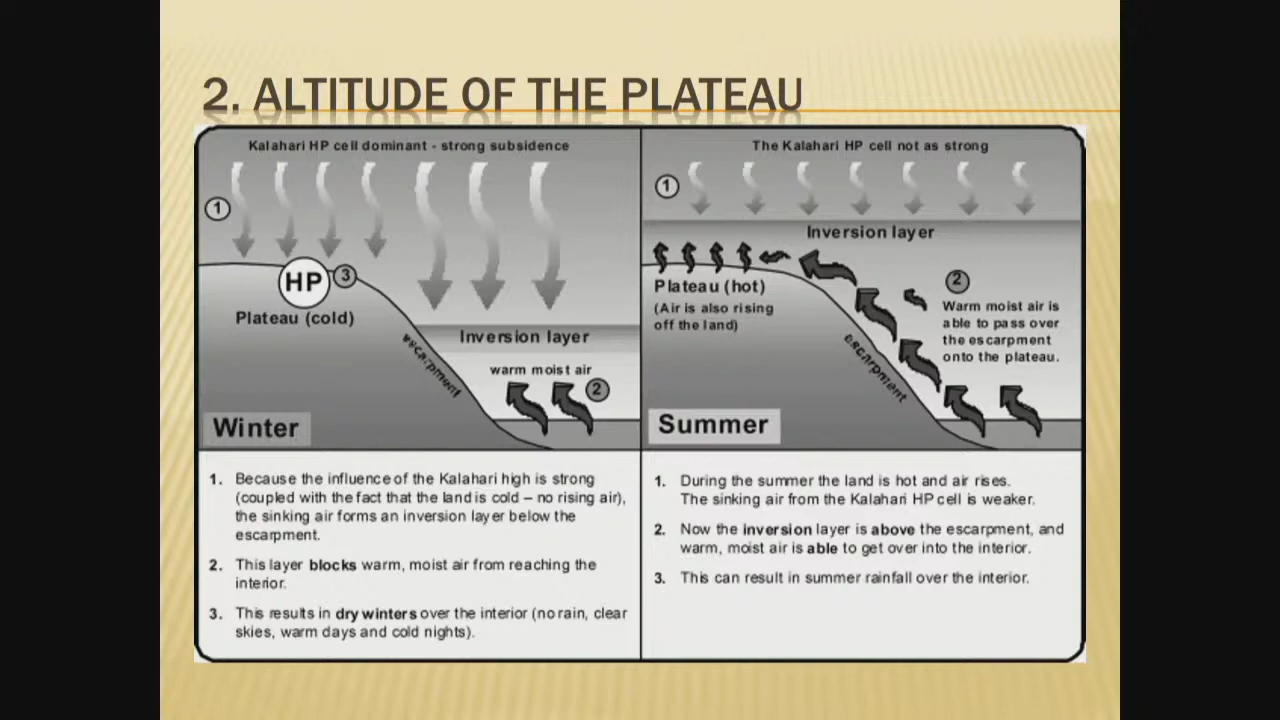 2. ALTITUDE OF THE PLATEAU
Kalahari HP cell dominant - strong subsidence
1
HP
3
Plateau (cold)
escarpment
Inversion layer
warm moist air
2
Winter
1. Because the influence of the Kalahari high is strong
(coupled with the fact that the land is cold – no rising air),
the sinking air forms an inversion layer below the
escarpment.
2. This layer blocks warm, moist air from reaching the
interior.
3. This results in dry winters over the interior (no rain, clear
skies, warm days and cold nights).
The Kalahari HP cell not as strong
1
Inversion layer
Plateau (hot)
(Air is also rising
off the land)
2
Warm moist air is
able to pass over
the escarpment
onto the plateau.
escarpment
Summer
1. During the summer the land is hot and air rises.
The sinking air from the Kalahari HP cell is weaker.
2. Now the inversion layer is above the escarpment, and
warm, moist air is able to get over into the interior.
3. This can result in summer rainfall over the interior.